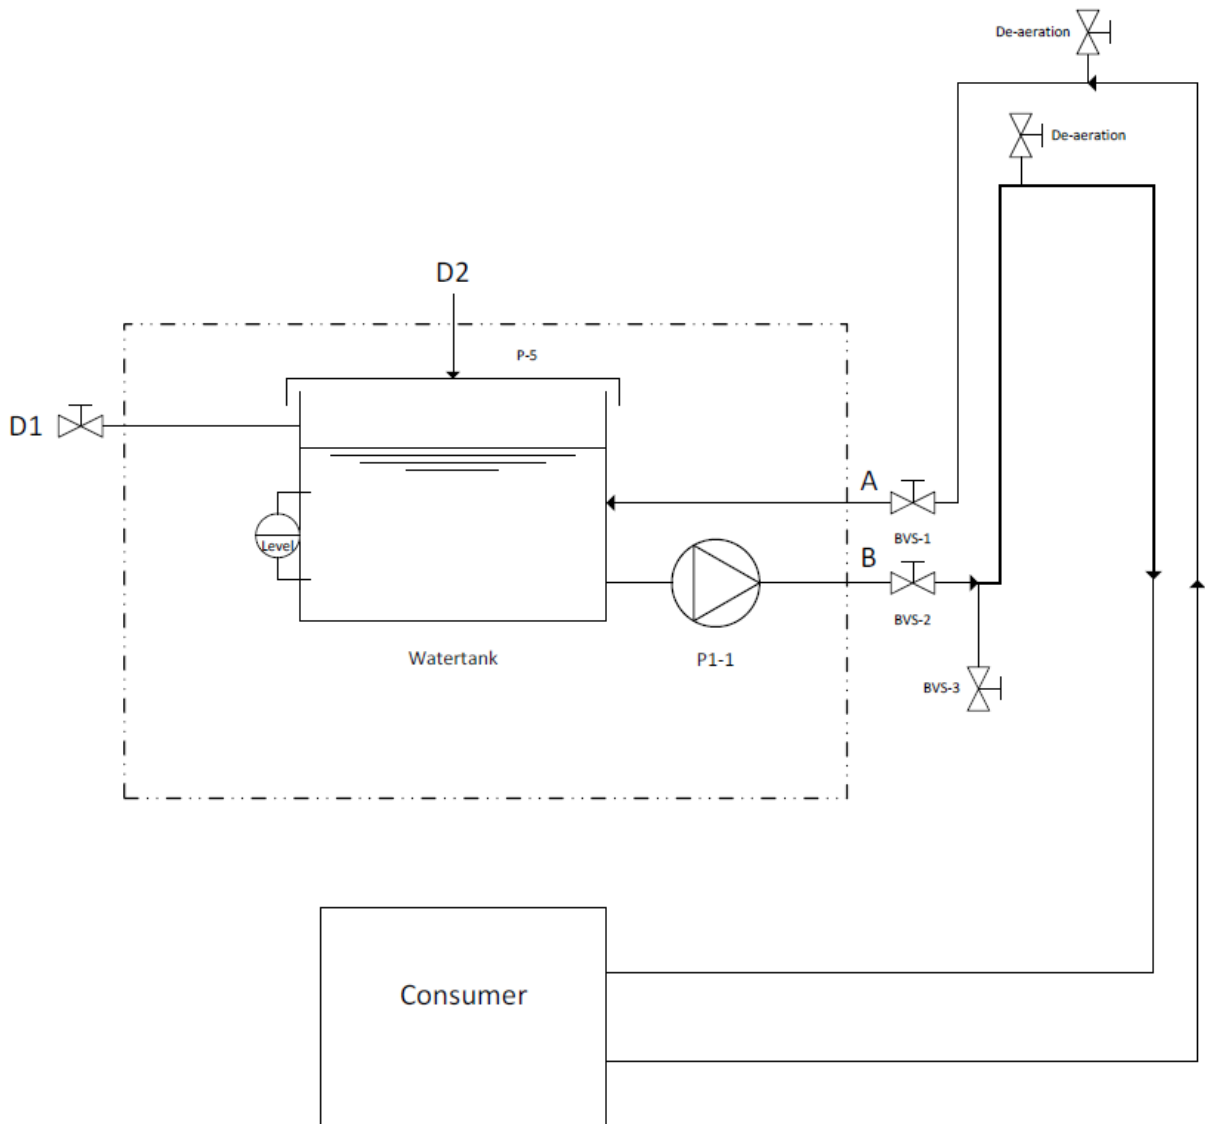 De-aeration
De-aeration
D2
P-5
D1
A
BVS-1
Level
B
BVS-2
Watertank
P1-1
BVS-3
Consumer